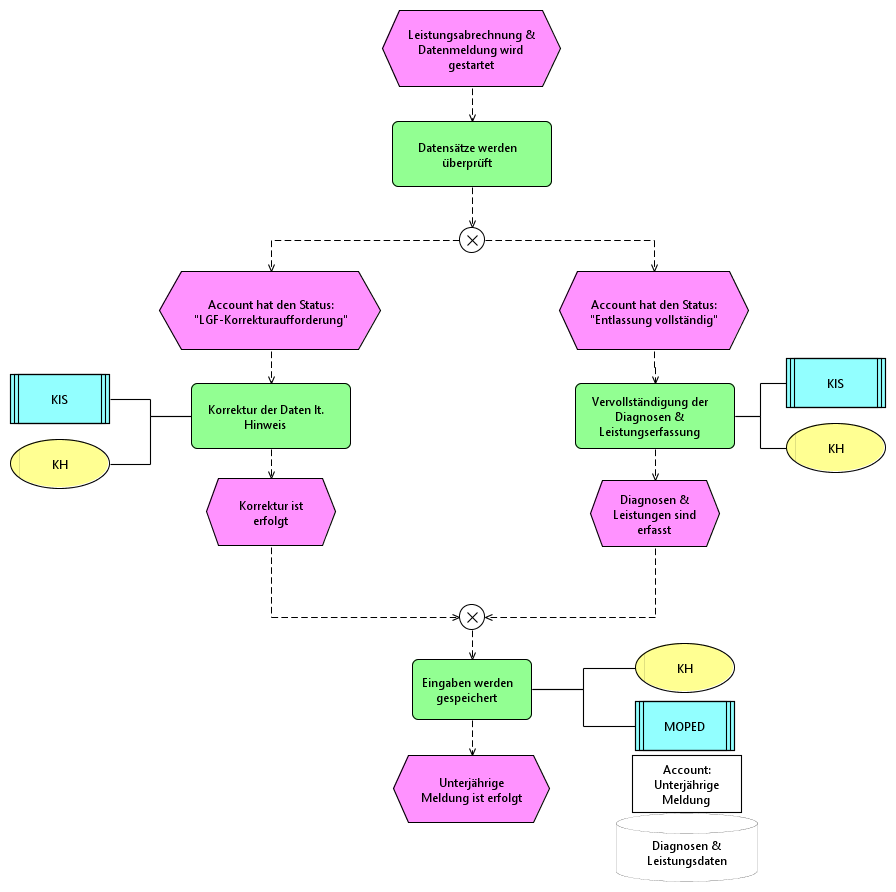 Leistungsabrechnung &
Datenmeldung wird
gestartet
Datensätze werden
überprüft
Account hat den Status:
"LGF-Korrekturaufforderung"
Account hat den Status:
"Entlassung vollständig"
KIS
KH
Korrektur der Daten lt.
Hinweis
Vervollständigung der
Diagnosen &
Leistungserfassung
KIS
KH
Korrektur ist
erfolgt
Diagnosen &
Leistungen sind
erfasst
Eingaben werden
gespeichert
KH
MOPED
Account:
Unterjährige
Meldung
Diagnosen &
Leistungsdaten
Unterjährige
Meldung ist erfolgt